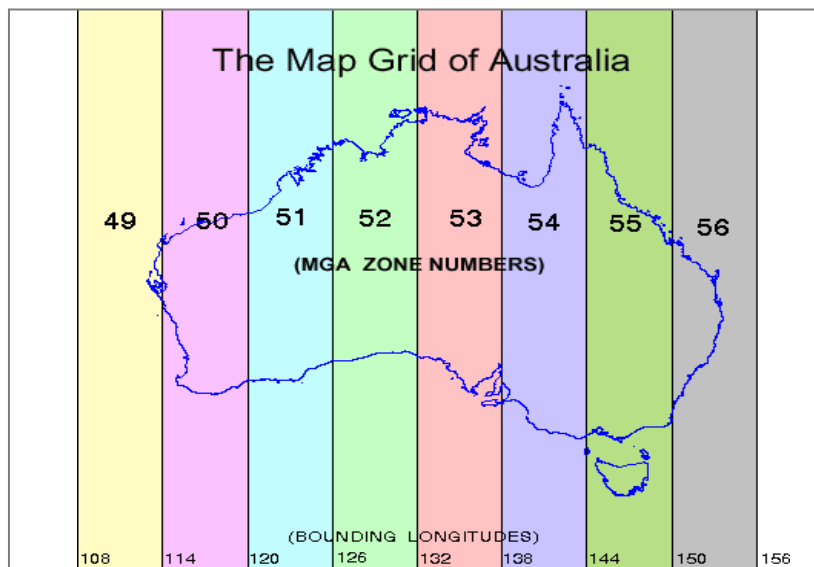 The Map Grid of Australia
49 50 51 52 53 54 55 56
(MGA ZONE NUMBERS)
(BOUNDING LONGITUDES)
108 114 120 126 132 138 144 150 156